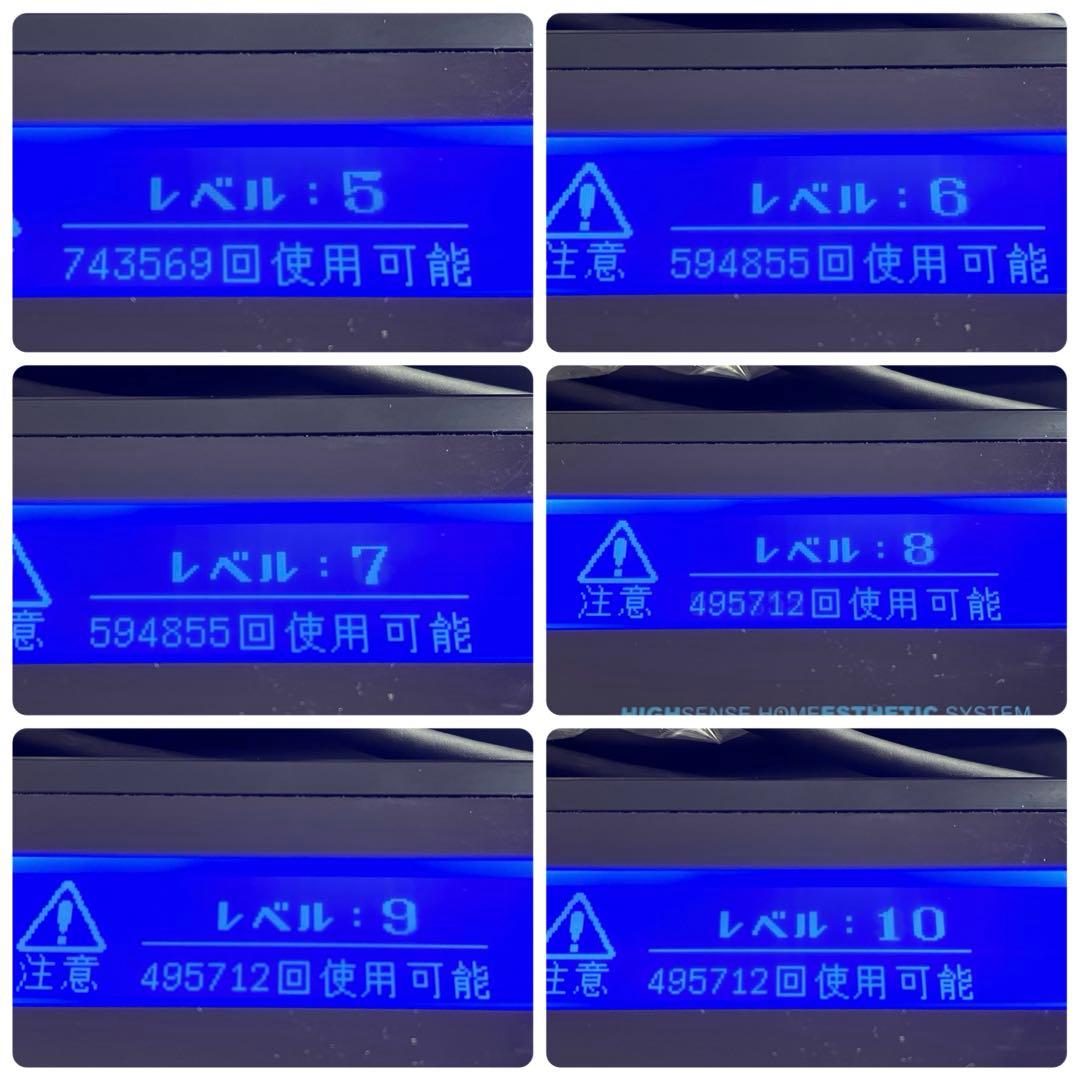 レベル：5
743569回使用可能
レベル：6
注意
594855回使用可能
レベル：7
意
594855回使用可能
レベル：8
注意
495712回使用可能
HIGHSENSE HOMEESTHETIC SYSTEM
レベル：9
注意
495712回使用可能
レベル：10
注意
495712回使用可能